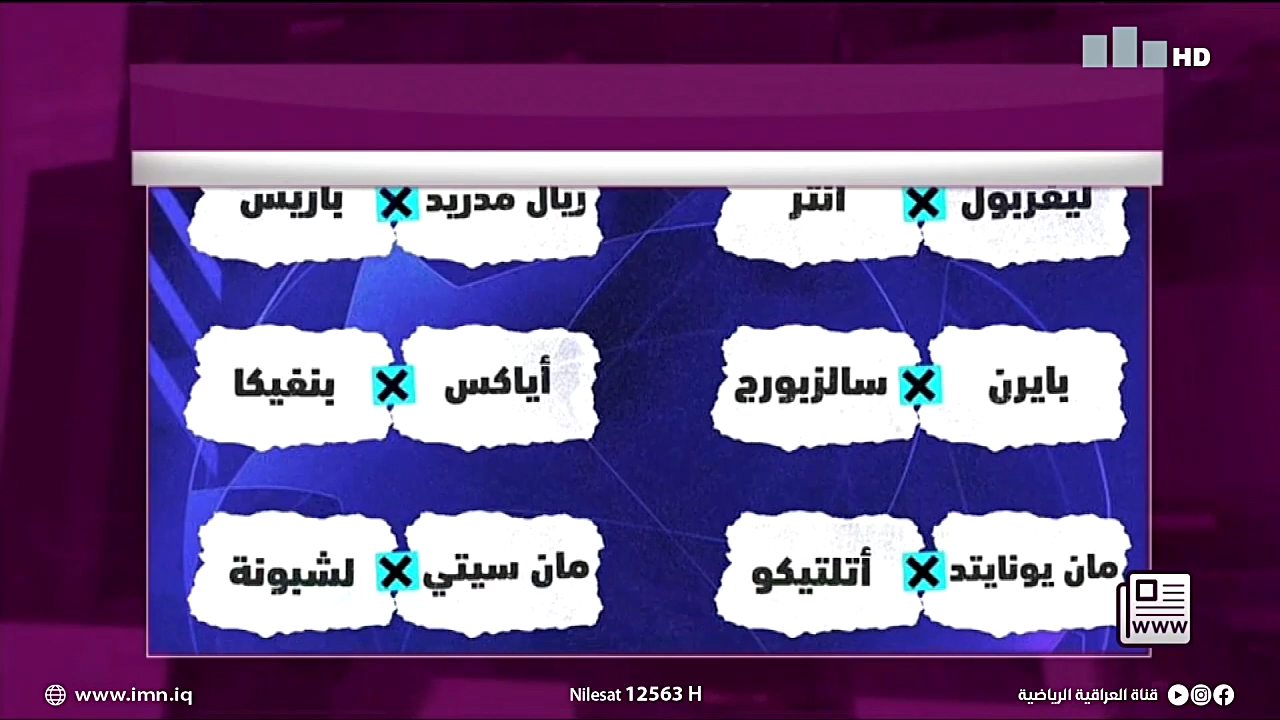 HD
ليفربول × انتر
ريال مدريد × باريس
بايرن × سالزبورج
أياكس × بنفيكا
مان يونايتد × أتلتيكو
مان سيتي × لشبونة
www
www.imn.iq
Nilesat 12563 H
قناة العراقية الرياضية